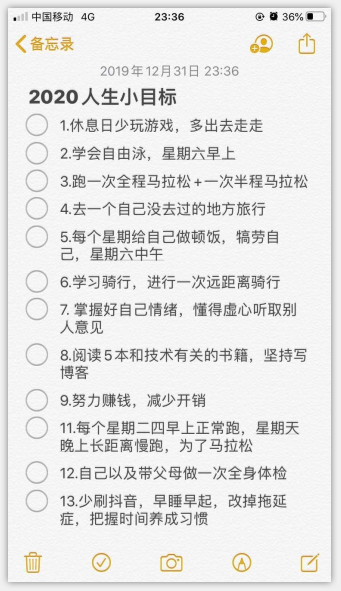 中国移动 4G 23:36 36%
备忘录
2019年12月31日 23:36
2020人生小目标
1.休息日少玩游戏，多出去走走
2.学会自由泳，星期六早上
3.跑一次全程马拉松+一次半程马拉松
4.去一个自己没去过的地方旅行
5.每个星期给自己做顿饭，犒劳自
己，星期六中午
6.学习骑行，进行一次远距离骑行
7. 掌握好自己情绪，懂得虚心听取别
人意见
8.阅读5本和技术有关的书籍，坚持写
博客
9.努力赚钱，减少开销
11.每个星期二四早上正常跑，星期天
晚上长距离慢跑，为了马拉松
12.自己以及带父母做一次全身体检
13.少刷抖音，早睡早起，改掉拖延
症，把握时间养成习惯